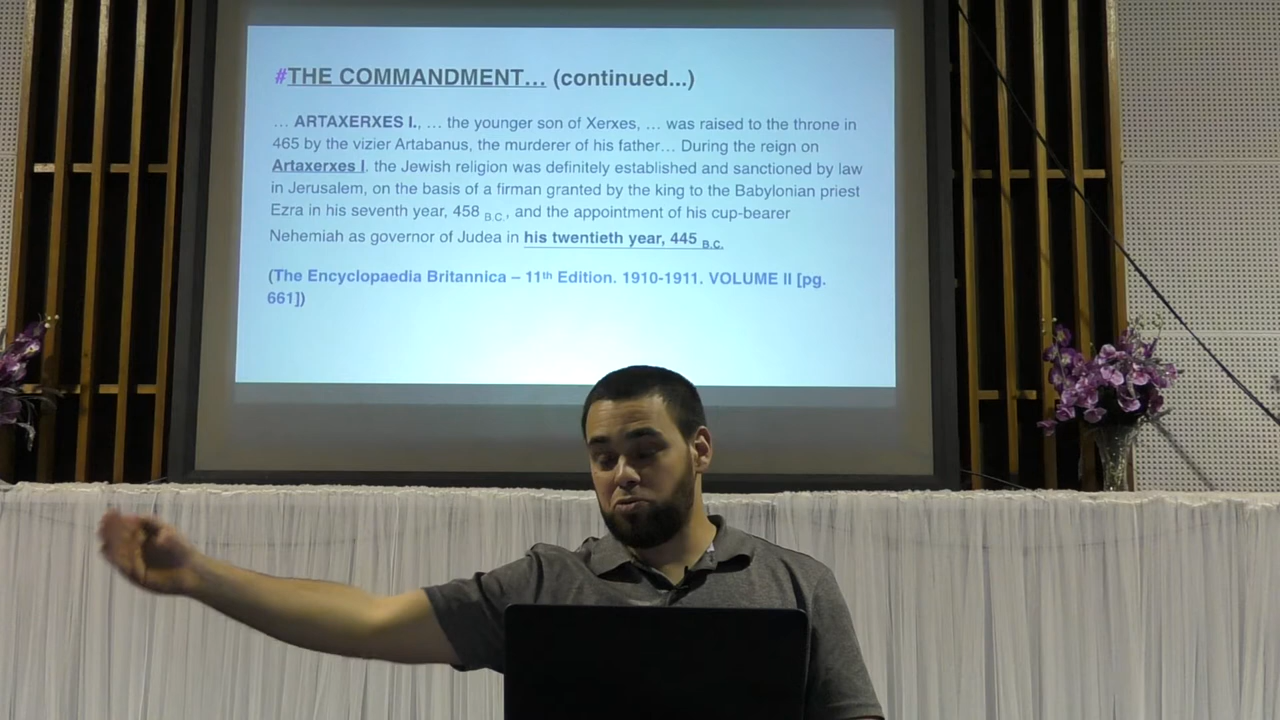 #THE COMMANDMENT... (continued...)
... ARTAXERXES I., ... the younger son of Xerxes, ... was raised to the throne in
465 by the vizier Artabanus, the murderer of his father... During the reign on
Artaxerxes I. the Jewish religion was definitely established and sanctioned by law
in Jerusalem, on the basis of a firman granted by the king to the Babylonian priest
Ezra in his seventh year, 458 B.C., and the appointment of his cup-bearer
Nehemiah as governor of Judea in his twentieth year, 445 B.C.
(The Encyclopaedia Britannica – 11th Edition. 1910-1911. VOLUME II [pg.
661])